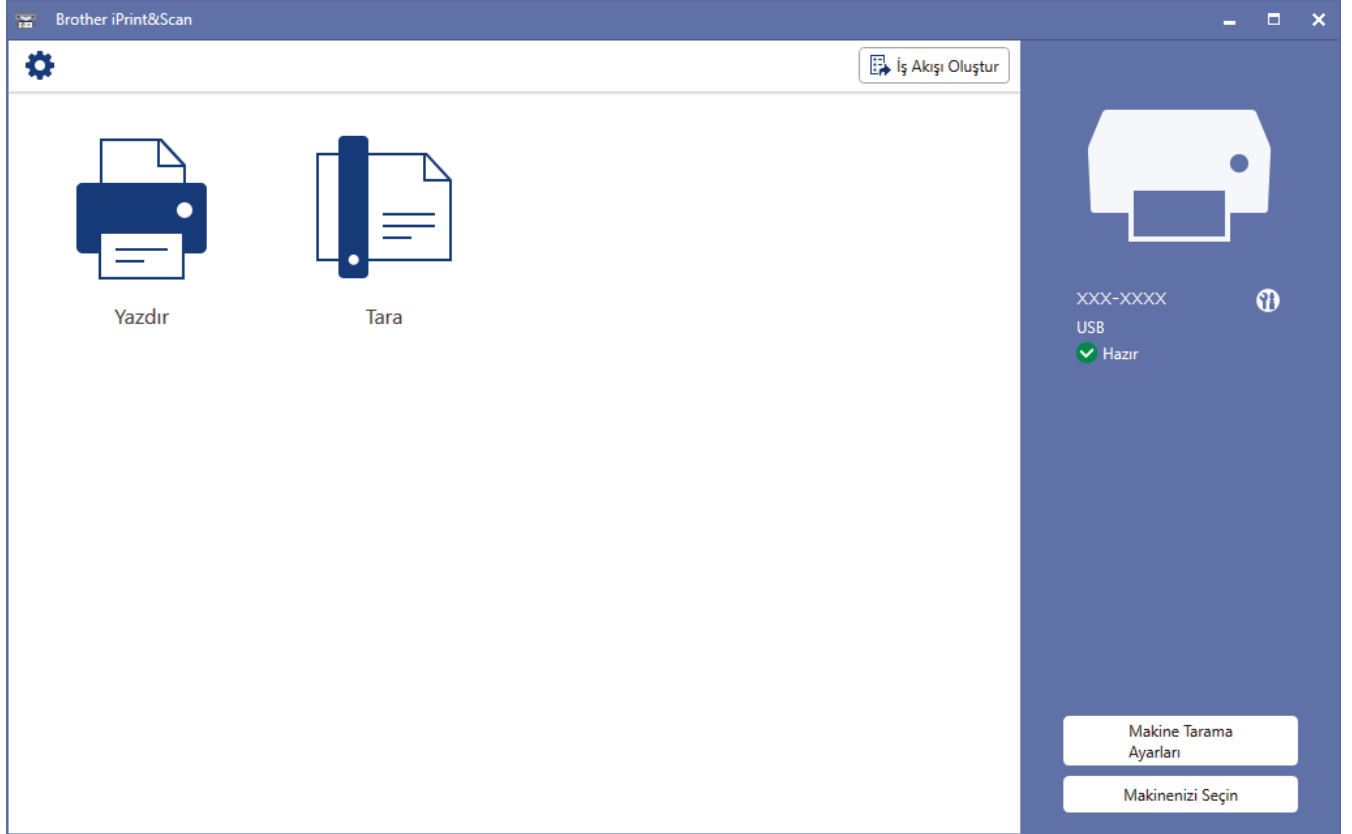 Brother iPrint&Scan
İş Akışı Oluştur
Yazdır
Tara
XXX-XXXX
USB
Hazır
Makine Tarama
Ayarları
Makinenizi Seçin